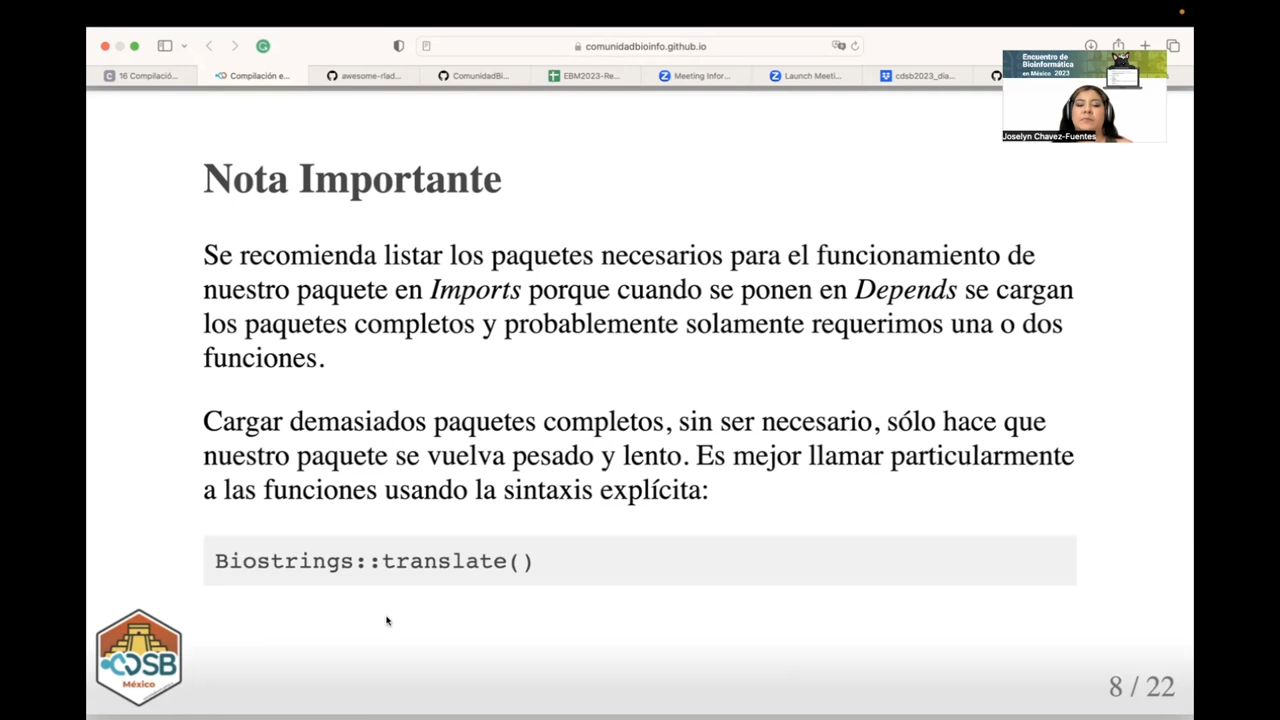 comunidadbioinfo.github.io
16 Compilació...
Compilación e...
awesome-rlad...
ComunidadBi...
EBM2023-Re...
Meeting Infor...
Launch Meeti...
cdsb2023_dia...
Encuentro de
Bioinformática
en México 2023
Joselyn Chavez-Fuentes
Nota Importante
Se recomienda listar los paquetes necesarios para el funcionamiento de
nuestro paquete en Imports porque cuando se ponen en Depends se cargan
los paquetes completos y probablemente solamente requerimos una o dos
funciones.
Cargar demasiados paquetes completos, sin ser necesario, sólo hace que
nuestro paquete se vuelva pesado y lento. Es mejor llamar particularmente
a las funciones usando la sintaxis explícita:
Biostrings::translate()
CDSB
México
8 / 22